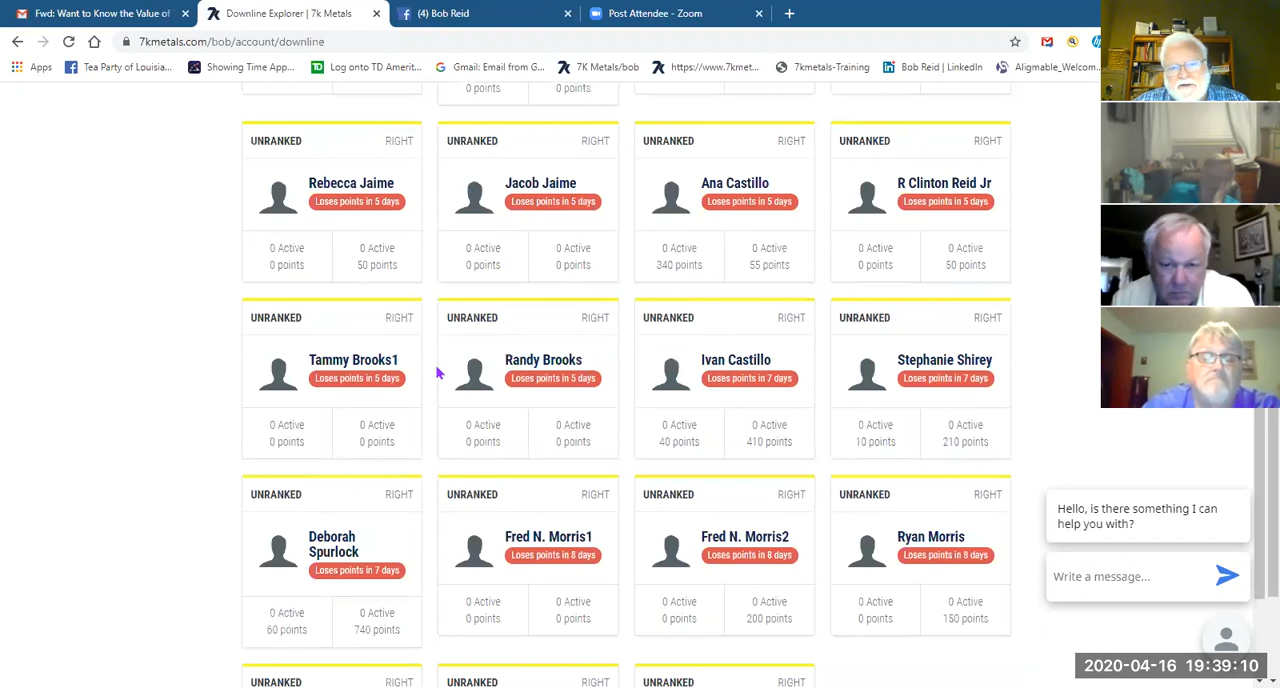 Fwd: Want to Know the Value of
Downline Explorer | 7k Metals
(4) Bob Reid
Post Attendee - Zoom
7kmetals.com/bob/account/downline
Apps
Tea Party of Louisia...
Showing Time App...
Log onto TD Amerit...
Gmail: Email from G...
7K Metals/bob
https://www.7kmet...
7kmetals-Training
Bob Reid | LinkedIn
Alignable_Welcom...
0 points
0 points
UNRANKED RIGHT
Rebecca Jaime
Loses points in 5 days
0 Active 0 Active
0 points 50 points
UNRANKED RIGHT
Jacob Jaime
Loses points in 5 days
0 Active 0 Active
0 points 0 points
UNRANKED RIGHT
Ana Castillo
Loses points in 5 days
0 Active 0 Active
340 points 55 points
UNRANKED RIGHT
R Clinton Reid Jr
Loses points in 5 days
0 Active 0 Active
0 points 50 points
UNRANKED RIGHT
Tammy Brooks1
Loses points in 5 days
0 Active 0 Active
0 points 0 points
UNRANKED RIGHT
Randy Brooks
Loses points in 5 days
0 Active 0 Active
0 points 0 points
UNRANKED RIGHT
Ivan Castillo
Loses points in 7 days
0 Active 0 Active
40 points 410 points
UNRANKED RIGHT
Stephanie Shirey
Loses points in 7 days
0 Active 0 Active
10 points 210 points
UNRANKED RIGHT
Deborah
Spurlock
Loses points in 7 days
0 Active 0 Active
60 points 740 points
UNRANKED RIGHT
Fred N. Morris1
Loses points in 8 days
0 Active 0 Active
0 points 0 points
UNRANKED RIGHT
Fred N. Morris2
Loses points in 8 days
0 Active 0 Active
0 points 200 points
UNRANKED RIGHT
Ryan Morris
Loses points in 8 days
0 Active 0 Active
0 points 150 points
UNRANKED RIGHT
UNRANKED RIGHT
UNRANKED RIGHT
Hello, is there something I can
help you with?
Write a message...
2020-04-16 19:39:10